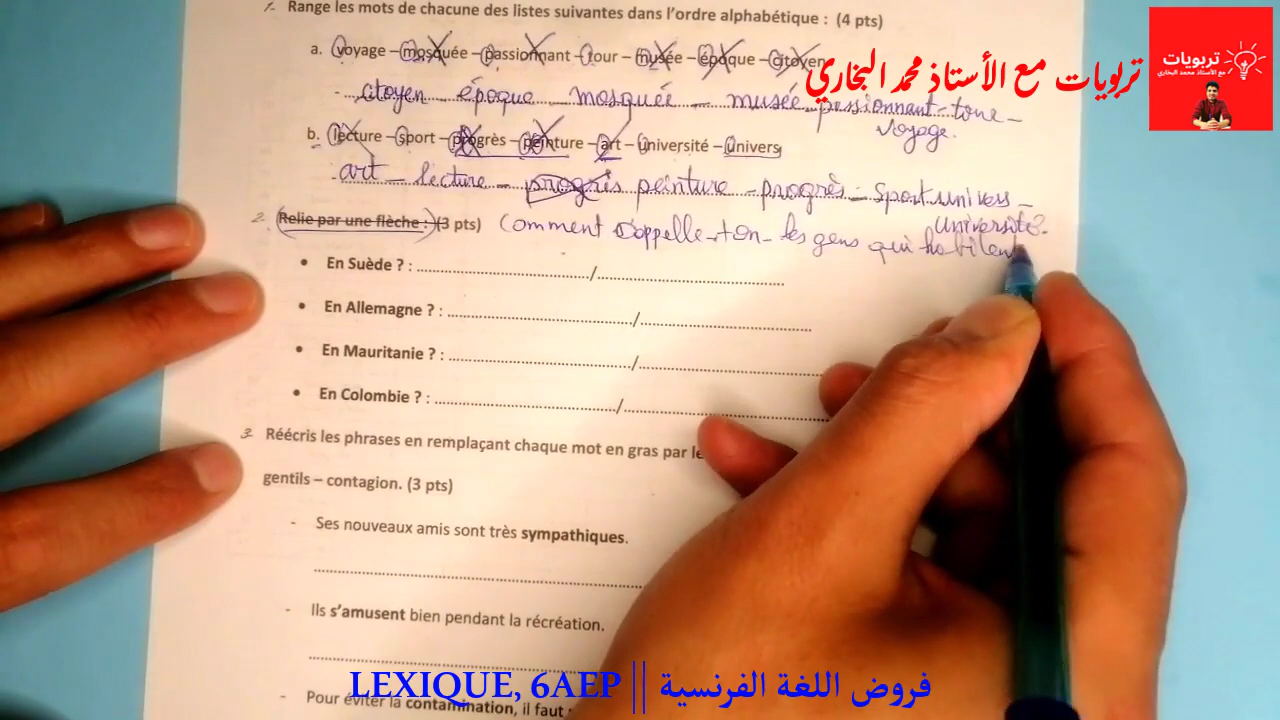 1- Range les mots de chacune des listes suivantes dans l'ordre alphabétique : (4 pts)
a. voyage – mosquée – passionnant – tour – musée – époque – citoyen
- citoyen – époque – mosquée – musée passionnant – tour –
voyage.
b. lecture – sport – progrès – peinture – art – université – univers
art – lecture – progrès peinture – progrès – sport univers –
université.
2. Relie par une flèche : (3 pts) Comment s'appelle-t-on les gens qui habitent
• En Suède ? : ............/............
• En Allemagne ? : ............/............
• En Mauritanie ? : ............/............
• En Colombie ? : ............/............
3. Réécris les phrases en remplaçant chaque mot en gras par le
gentils – contagion. (3 pts)
- Ses nouveaux amis sont très sympathiques.
- Ils s'amusent bien pendant la récréation.
- Pour éviter la contamination, il faut
تربويات مع الأستاذ محمد البخاري
تربويات
مع الأستاذ محمد البخاري
LEXIQUE, 6AEP || فروض اللغة الفرنسية